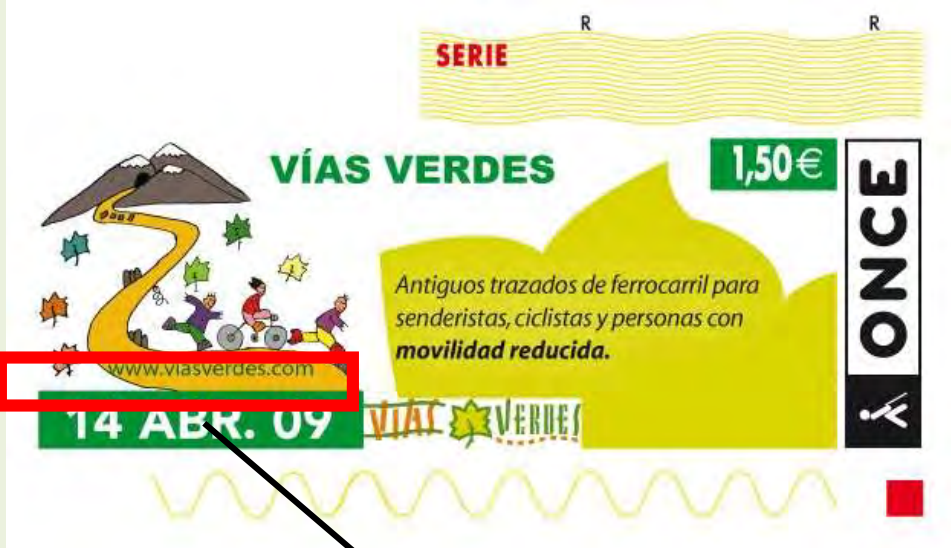 R R
SERIE
VÍAS VERDES
1,50€
ONCE
Antiguos trazados de ferrocarril para
senderistas, ciclistas y personas con
movilidad reducida.
www.viasverdes.com
14 ABR. 09
VÍAS VERDES